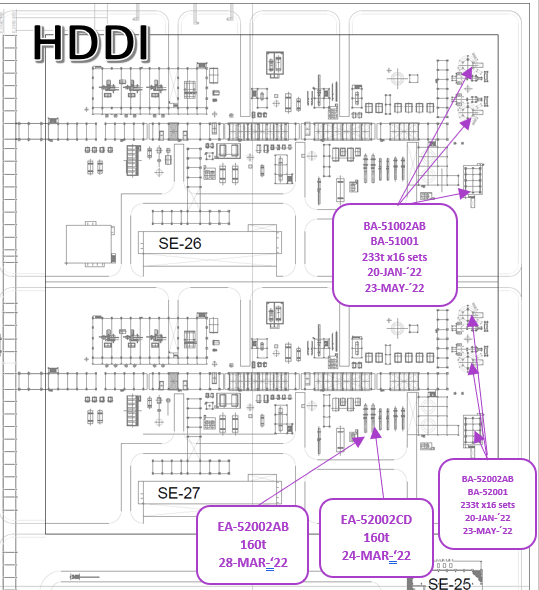 HDDI
SE-26
BA-51002AB
BA-51001
233t x16 sets
20-JAN-´22
23-MAY-´22
SE-27
EA-52002AB
160t
28-MAR-‘22
EA-52002CD
160t
24-MAR-‘22
BA-52002AB
BA-52001
233t x16 sets
20-JAN-´22
23-MAY-´22
SE-25